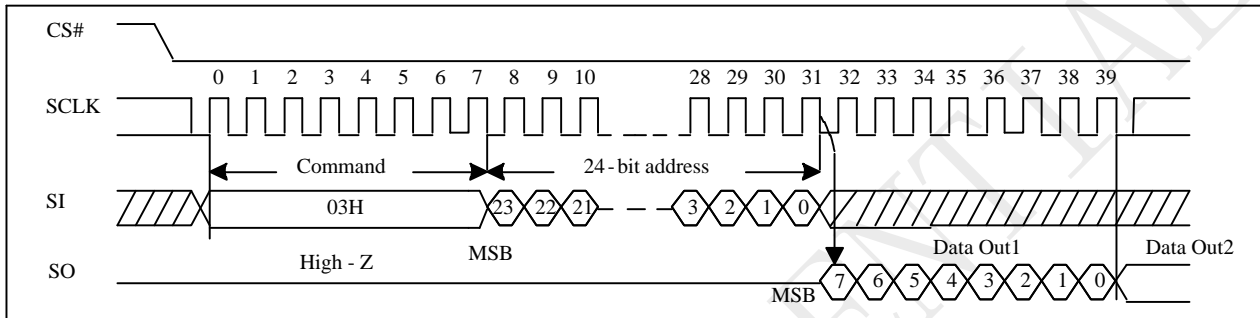 CS#
0 1 2 3 4 5 6 7 8 9 10 28 29 30 31 32 33 34 35 36 37 38 39
SCLK
Command 24-bit address
SI 03H 23 22 21 3 2 1 0
MSB Data Out1 Data Out2
High - Z
SO
MSB 7 6 5 4 3 2 1 0
ENTIAL